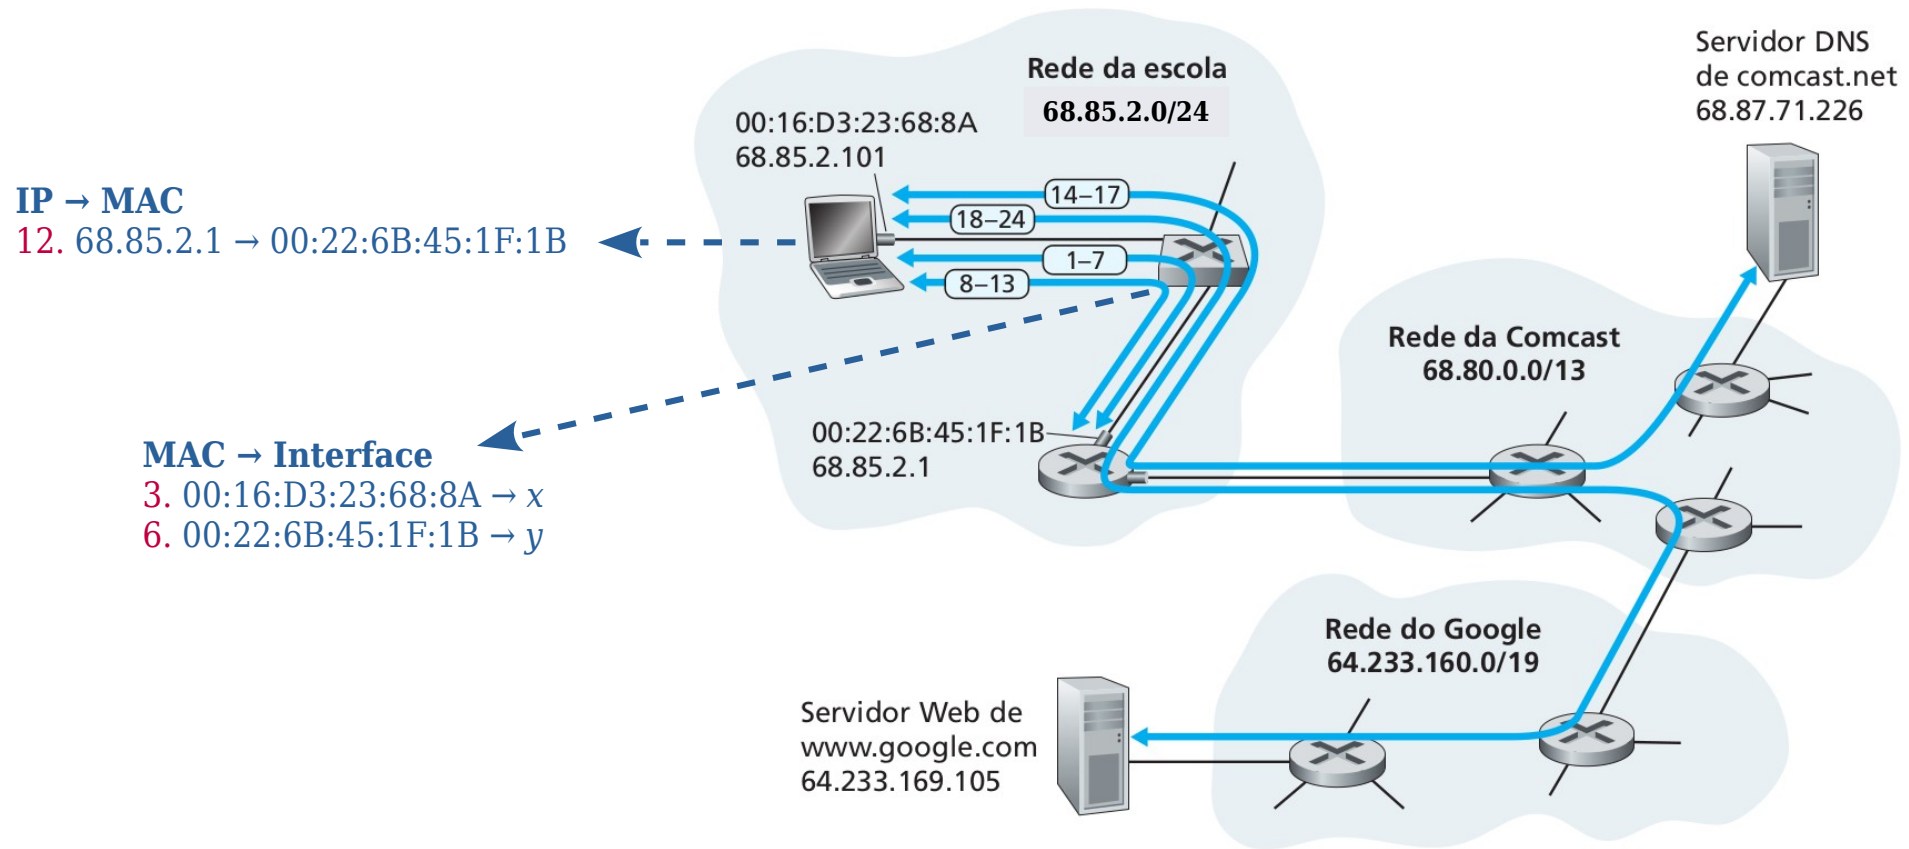 Servidor DNS
de comcast.net
68.87.71.226
Rede da escola
68.85.2.0/24
00:16:D3:23:68:8A
68.85.2.101
IP → MAC
12. 68.85.2.1 → 00:22:6B:45:1F:1B
14–17
18–24
1–7
8–13
Rede da Comcast
68.80.0.0/13
00:22:6B:45:1F:1B
68.85.2.1
MAC → Interface
3. 00:16:D3:23:68:8A → x
6. 00:22:6B:45:1F:1B → y
Rede do Google
64.233.160.0/19
Servidor Web de
www.google.com
64.233.169.105